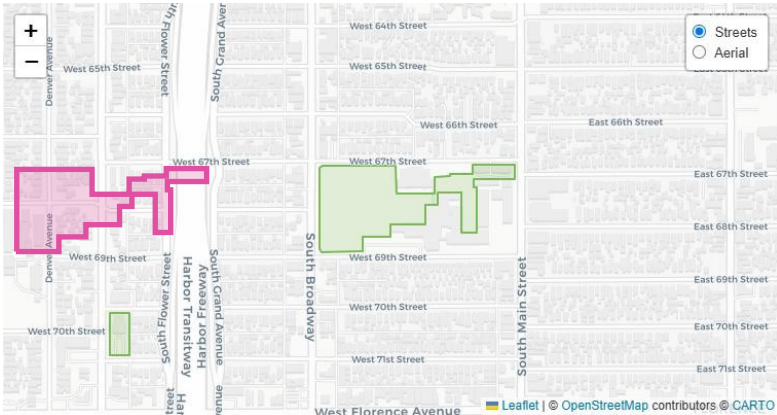 +
−
Streets
Aerial
West 64th Street
West 65th Street
West 65th Street
West 66th Street
East 66th Street
West 67th Street
West 67th Street
East 67th Street
East 68th Street
West 69th Street
West 69th Street
East 69th Street
West 70th Street
West 70th Street
East 70th Street
West 71st Street
East 71st Street
West Florence Avenue
Denver Avenue
Denver Avenue
South Flower Street
South Grand Avenue
Harbor Transitway
Harbor Freeway
South Broadway
South Main Street
Leaflet | © OpenStreetMap contributors © CARTO